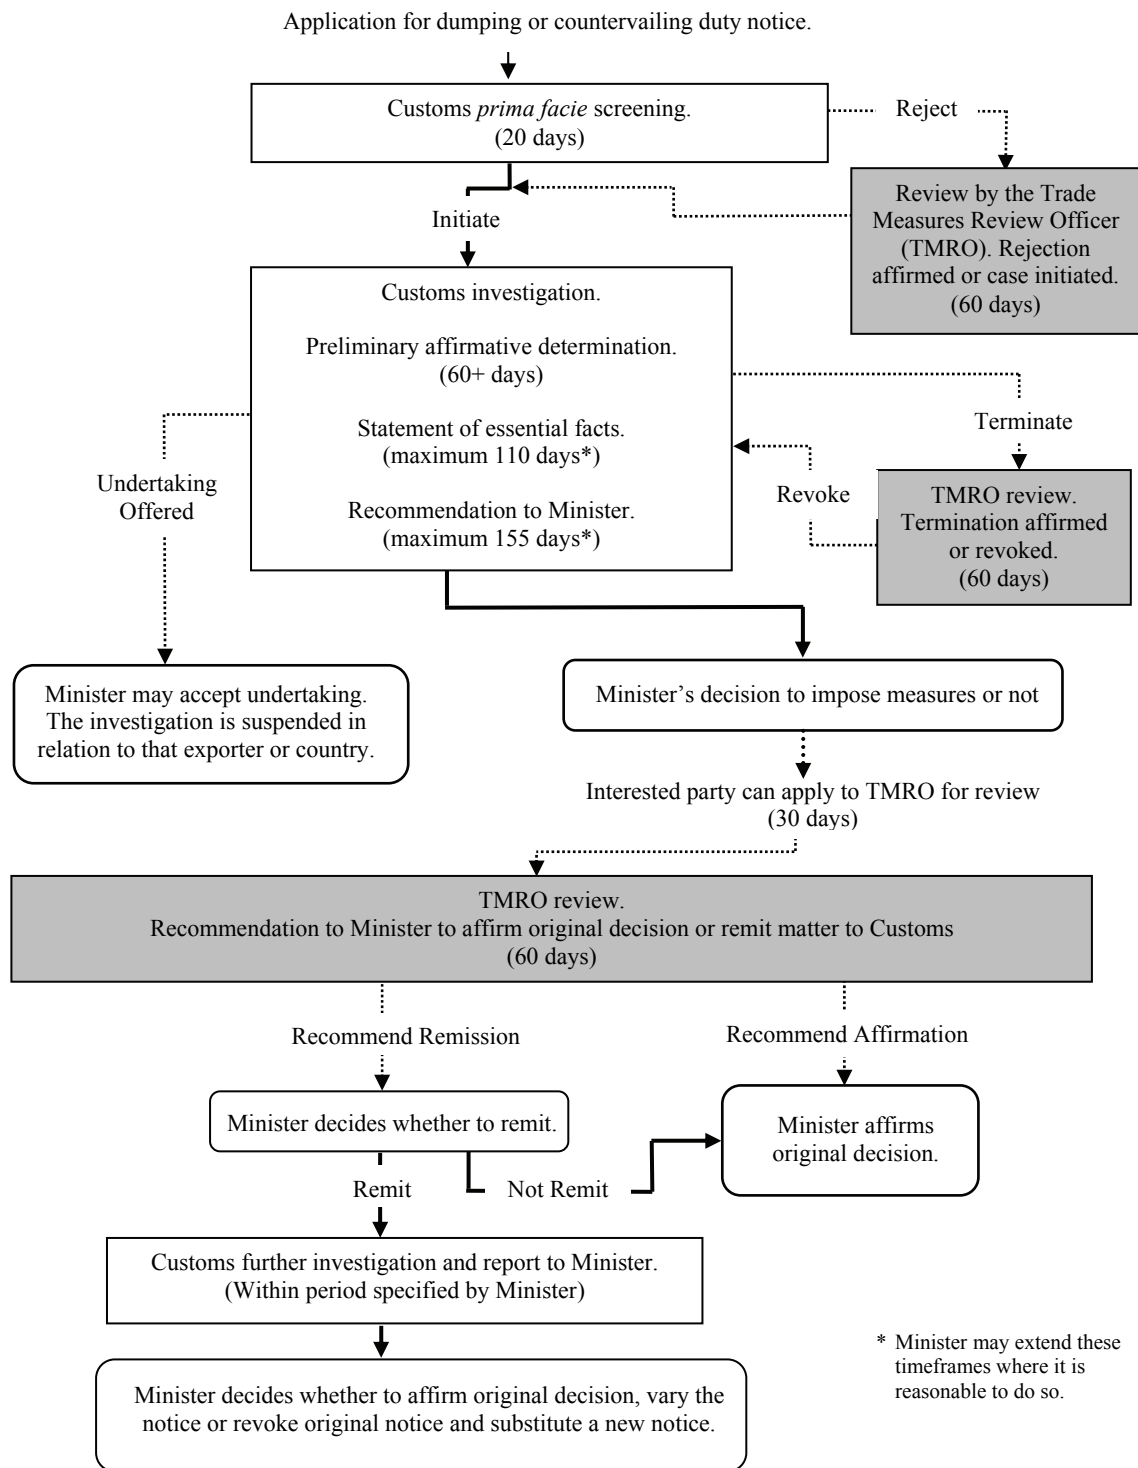 Application for dumping or countervailing duty notice.
Customs prima facie screening.
(20 days)
Reject
Review by the Trade
Measures Review Officer
(TMRO). Rejection
affirmed or case initiated.
(60 days)
Initiate
Customs investigation.
Preliminary affirmative determination.
(60+ days)
Statement of essential facts.
(maximum 110 days*)
Recommendation to Minister.
(maximum 155 days*)
Terminate
Revoke
TMRO review.
Termination affirmed
or revoked.
(60 days)
Undertaking
Offered
Minister may accept undertaking.
The investigation is suspended in
relation to that exporter or country.
Minister’s decision to impose measures or not
Interested party can apply to TMRO for review
(30 days)
TMRO review.
Recommendation to Minister to affirm original decision or remit matter to Customs
(60 days)
Recommend Remission
Recommend Affirmation
Minister decides whether to remit.
Minister affirms
original decision.
Remit
Not Remit
Customs further investigation and report to Minister.
(Within period specified by Minister)
Minister decides whether to affirm original decision, vary the
notice or revoke original notice and substitute a new notice.
* Minister may extend these
timeframes where it is
reasonable to do so.